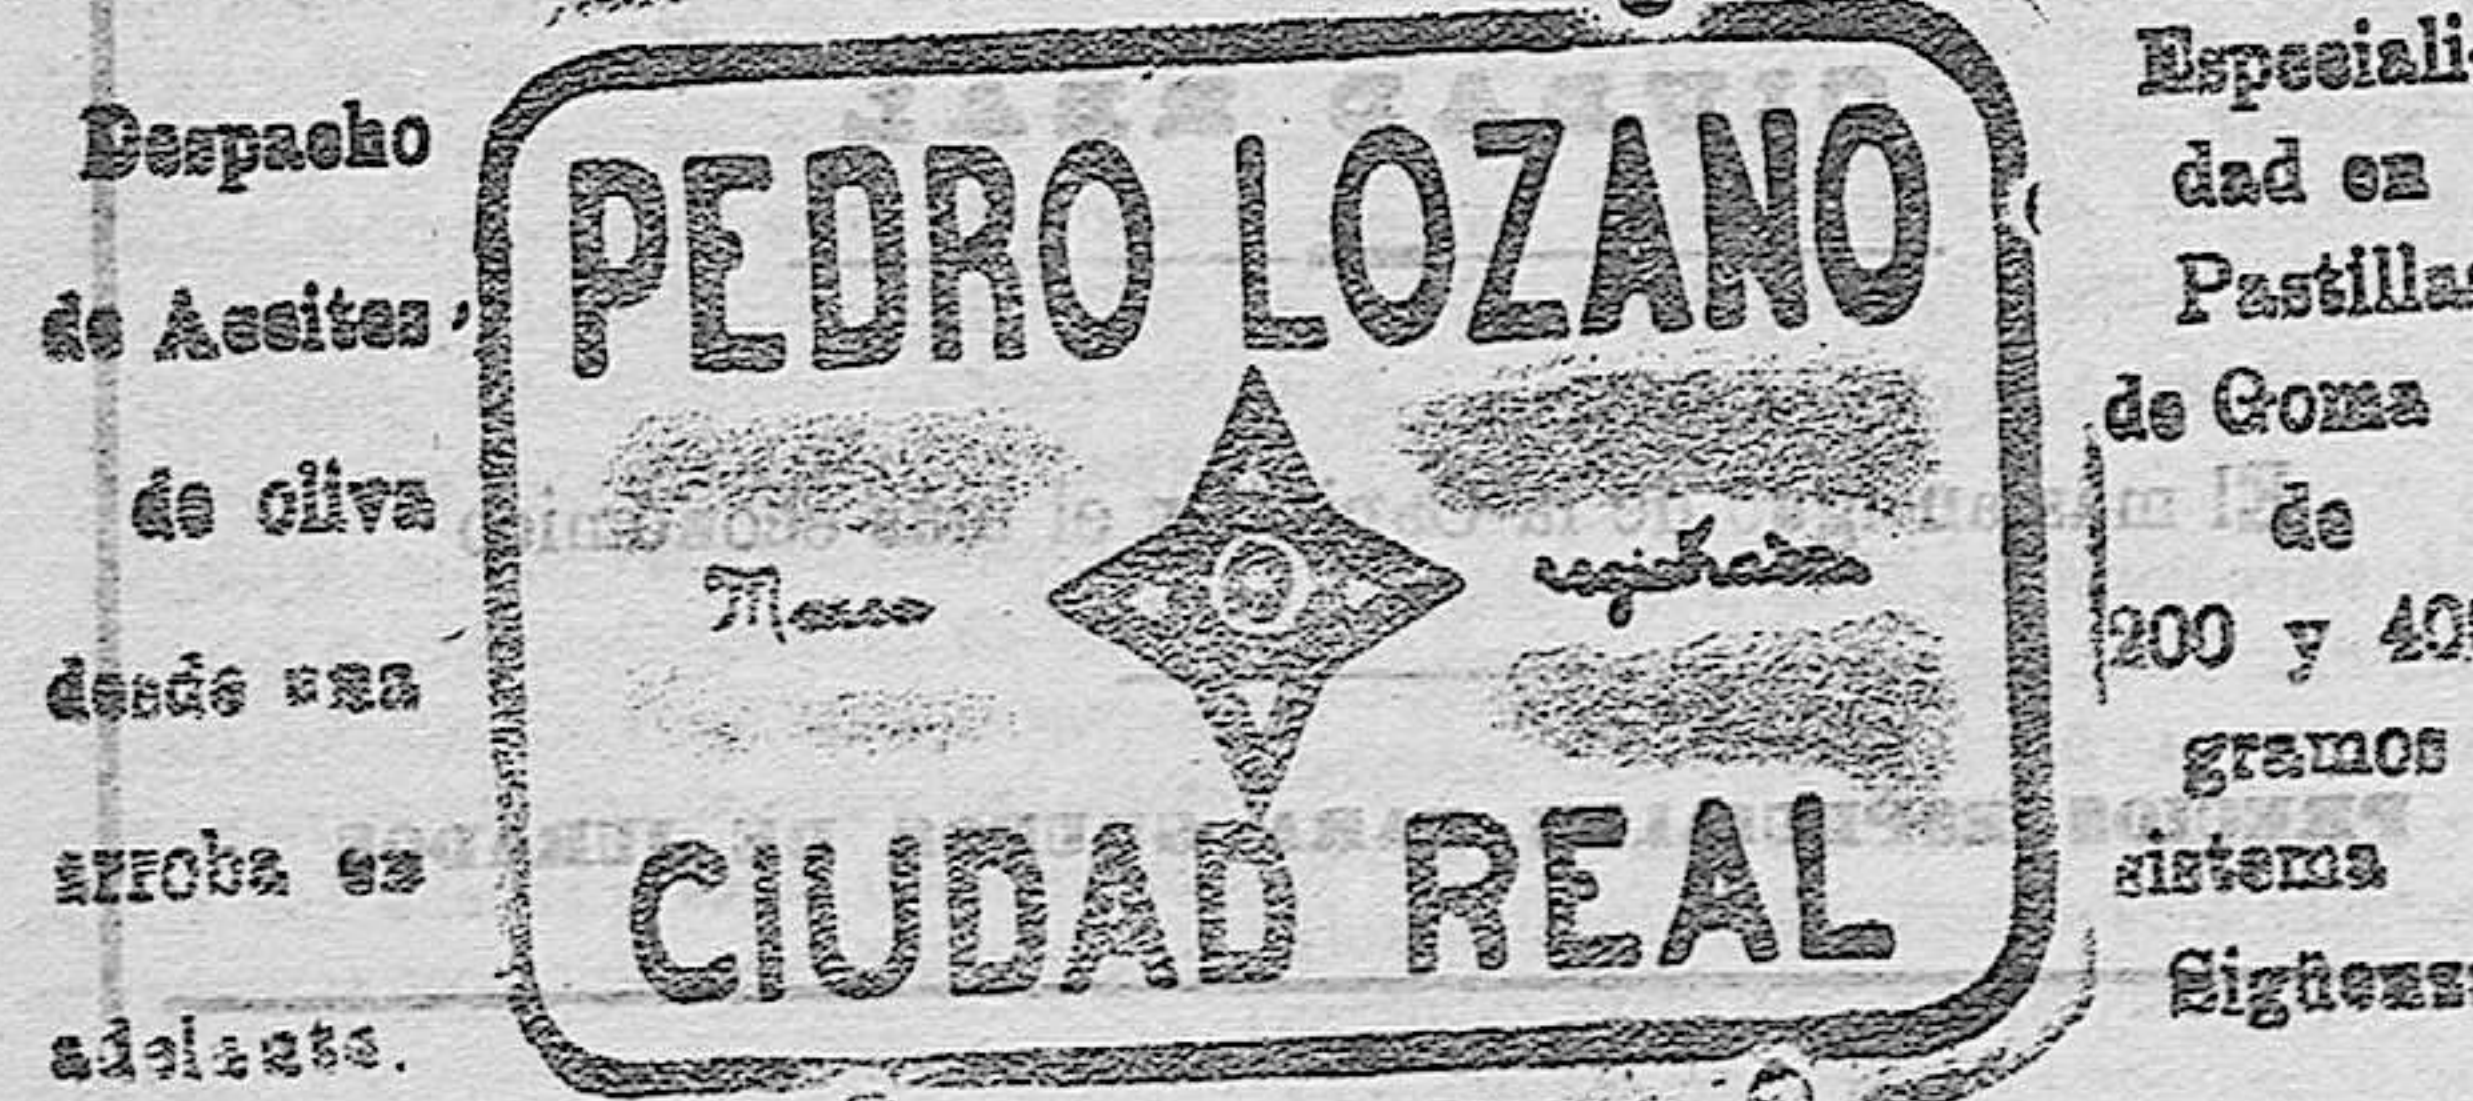 Despacho
de Aceites
de oliva
desde una
arroba en
adelante.
PEDRO LOZANO
Marca registrada
CIUDAD REAL
Especiali-
dad en
Pastillas
de Goma
de
200 y 40
gramos
sistema